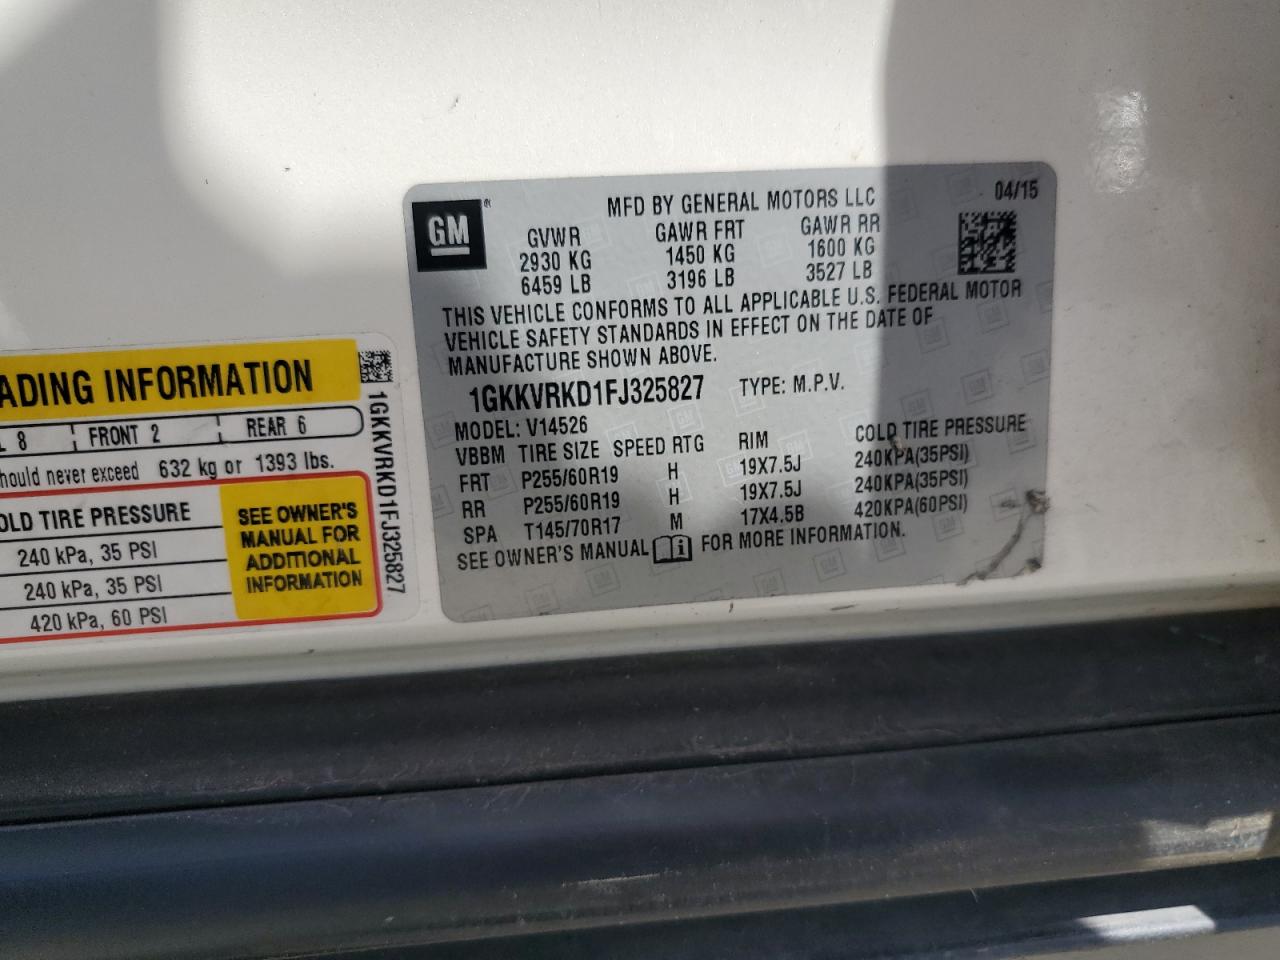 GM®
MFD BY GENERAL MOTORS LLC 04/15
GVWR GAWR FRT GAWR RR
2930 KG 1450 KG 1600 KG
6459 LB 3196 LB 3527 LB
THIS VEHICLE CONFORMS TO ALL APPLICABLE U.S. FEDERAL MOTOR
VEHICLE SAFETY STANDARDS IN EFFECT ON THE DATE OF
MANUFACTURE SHOWN ABOVE.
1GKKVRKD1FJ325827 TYPE: M.P.V.
MODEL: V14526
VBBM TIRE SIZE SPEED RTG RIM COLD TIRE PRESSURE
FRT P255/60R19 H 19X7.5J 240KPA(35PSI)
RR P255/60R19 H 19X7.5J 240KPA(35PSI)
SPA T145/70R17 M 17X4.5B 420KPA(60PSI)
SEE OWNER'S MANUAL FOR MORE INFORMATION.
ADING INFORMATION
L 8 FRONT 2 REAR 6
hould never exceed 632 kg or 1393 lbs.
OLD TIRE PRESSURE
240 kPa, 35 PSI
240 kPa, 35 PSI
420 kPa, 60 PSI
SEE OWNER'S
MANUAL FOR
ADDITIONAL
INFORMATION
1GKKVRKD1FJ325827